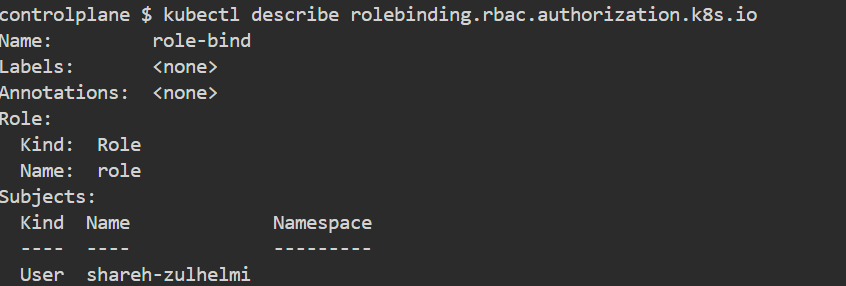 controlplane $ kubectl describe rolebinding.rbac.authorization.k8s.io
Name:         role-bind
Labels:       <none>
Annotations:  <none>
Role:
  Kind:  Role
  Name:  role
Subjects:
  Kind  Name             Namespace
  ----  ----             ---------
  User  shareh-zulhelmi